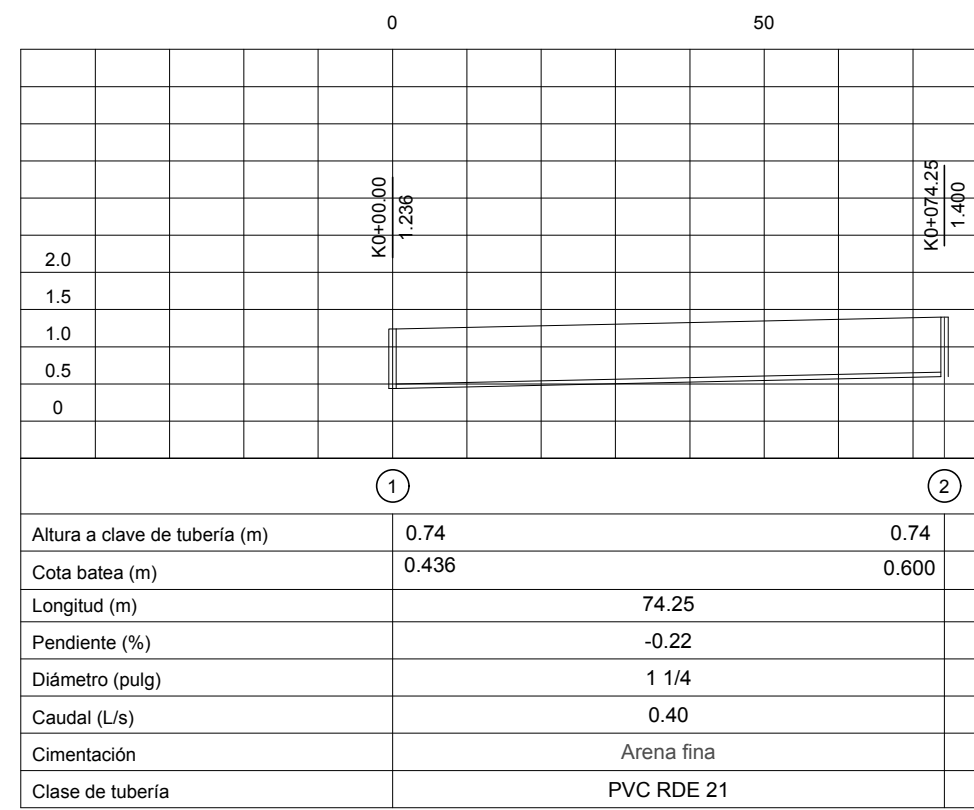 0 50
K0+00.00
1.236
K0+074.25
1.400
2.0
1.5
1.0
0.5
0
1 2
Altura a clave de tubería (m) 0.74 0.74
Cota batea (m) 0.436 0.600
Longitud (m) 74.25
Pendiente (%) -0.22
Diámetro (pulg) 1 1/4
Caudal (L/s) 0.40
Cimentación Arena fina
Clase de tubería PVC RDE 21